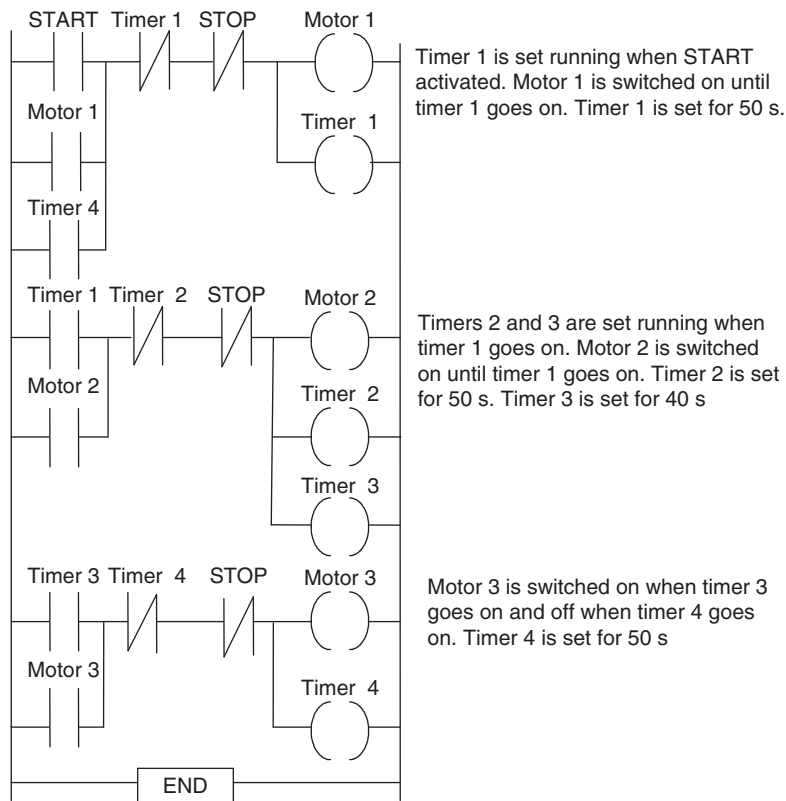 START Timer 1 STOP Motor 1
Timer 1 is set running when START
activated. Motor 1 is switched on until
timer 1 goes on. Timer 1 is set for 50 s.
Motor 1
Timer 1
Timer 4
Timer 1 Timer 2 STOP Motor 2
Timers 2 and 3 are set running when
timer 1 goes on. Motor 2 is switched
on until timer 1 goes on. Timer 2 is set
for 50 s. Timer 3 is set for 40 s
Motor 2
Timer 2
Timer 3
Timer 3 Timer 4 STOP Motor 3
Motor 3 is switched on when timer 3
goes on and off when timer 4 goes
on. Timer 4 is set for 50 s
Motor 3
Timer 4
END